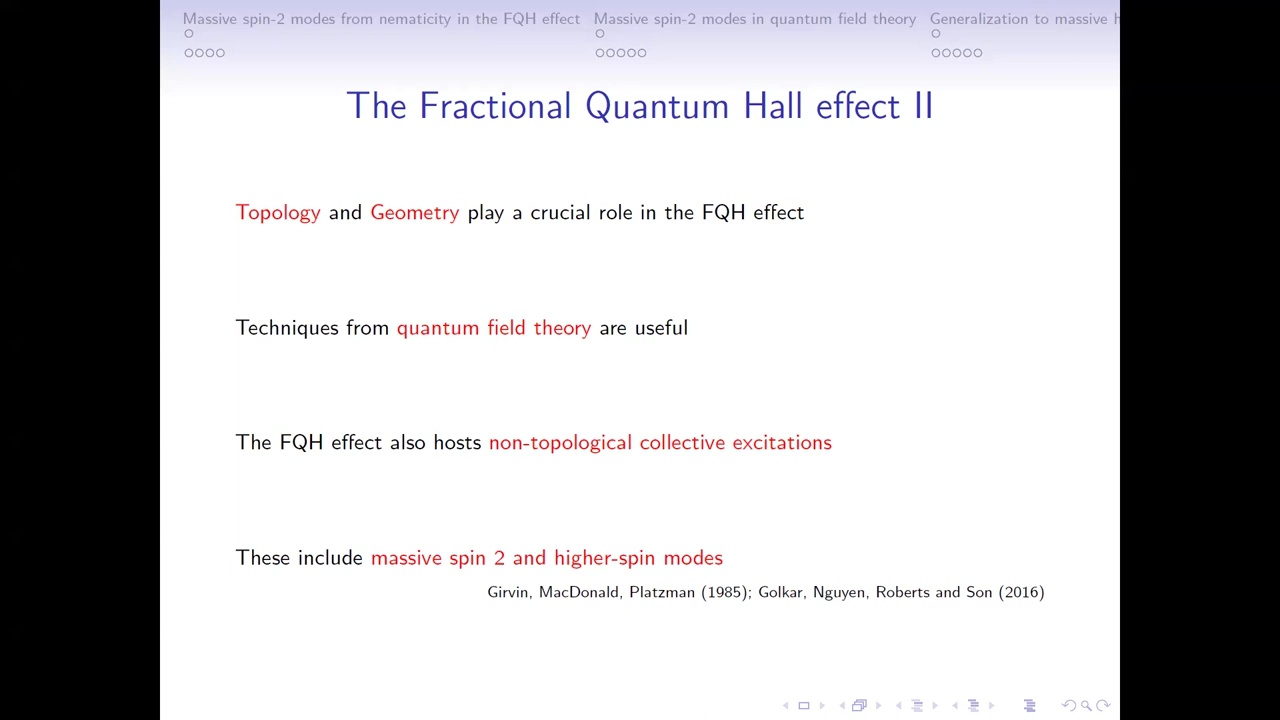 Massive spin-2 modes from nematicity in the FQH effect Massive spin-2 modes in quantum field theory Generalization to massive h
The Fractional Quantum Hall effect II
Topology and Geometry play a crucial role in the FQH effect
Techniques from quantum field theory are useful
The FQH effect also hosts non-topological collective excitations
These include massive spin 2 and higher-spin modes
Girvin, MacDonald, Platzman (1985); Golkar, Nguyen, Roberts and Son (2016)